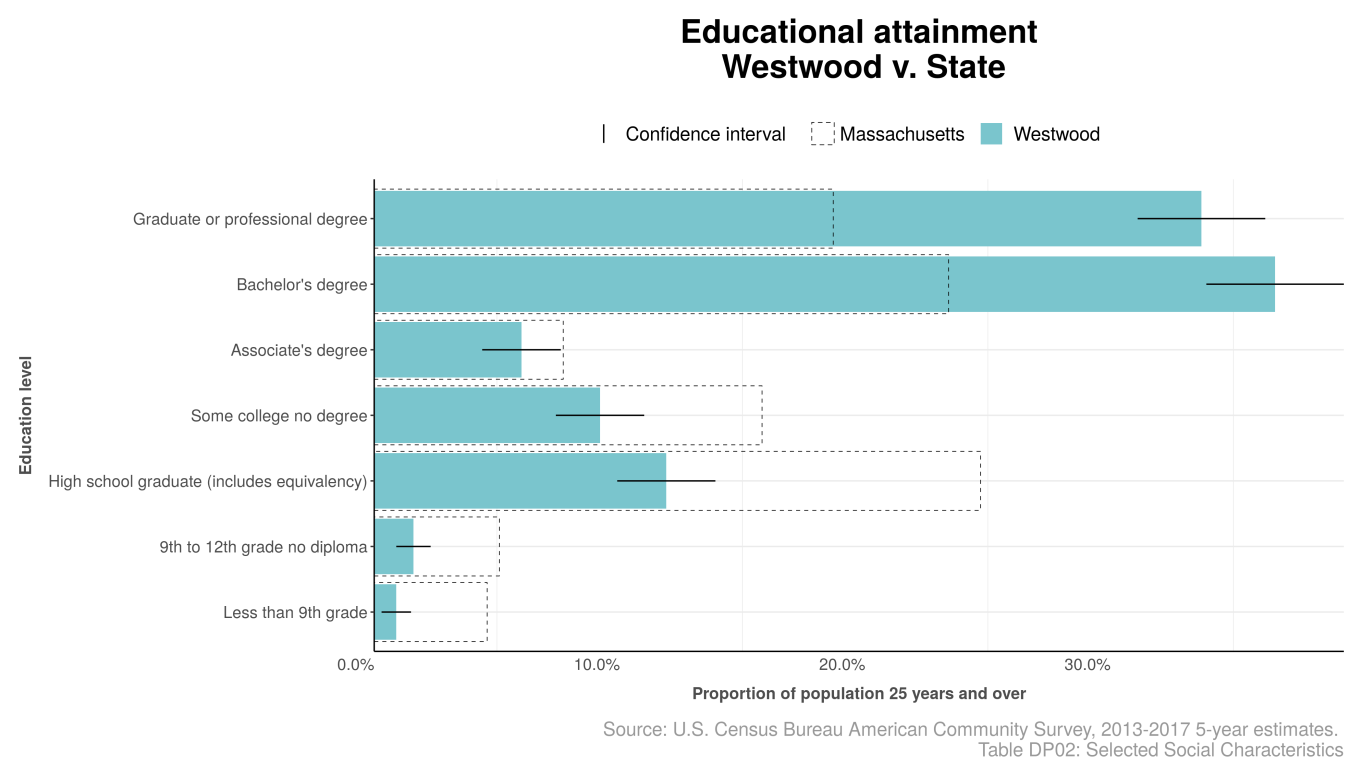 Educational attainment
Westwood v. State
Confidence interval
Massachusetts
Westwood
Graduate or professional degree
Bachelor's degree
Associate's degree
Some college no degree
High school graduate (includes equivalency)
9th to 12th grade no diploma
Less than 9th grade
Education level
0.0%
10.0%
20.0%
30.0%
Proportion of population 25 years and over
Source: U.S. Census Bureau American Community Survey, 2013-2017 5-year estimates.
Table DP02: Selected Social Characteristics